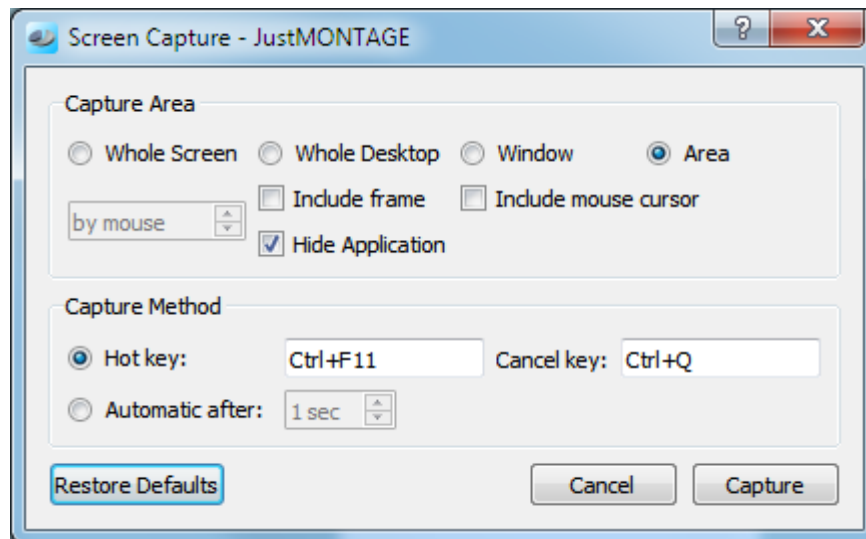 Screen Capture - JustMONTAGE
Capture Area
Whole Screen Whole Desktop Window Area
by mouse Include frame Include mouse cursor
Hide Application
Capture Method
Hot key: Ctrl+F11 Cancel key: Ctrl+Q
Automatic after: 1 sec
Restore Defaults Cancel Capture